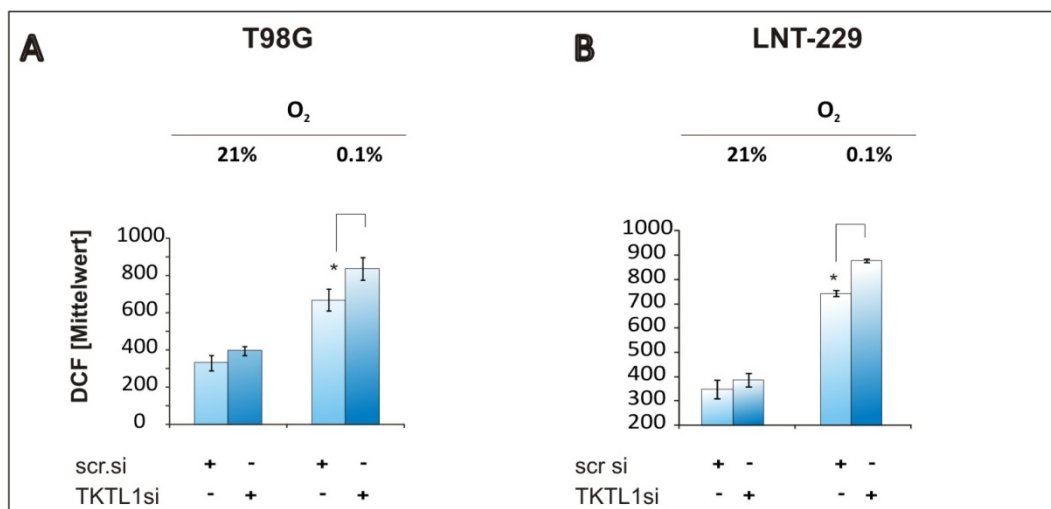 A
T98G
O₂
21% 0.1%
DCF [Mittelwert]
1000
800
600
400
200
0
*
scr.si + - + -
TKTL1si - + - +
B
LNT-229
O₂
21% 0.1%
1000
900
800
700
600
500
400
300
200
*
scr si + - + -
TKTL1si - + - +